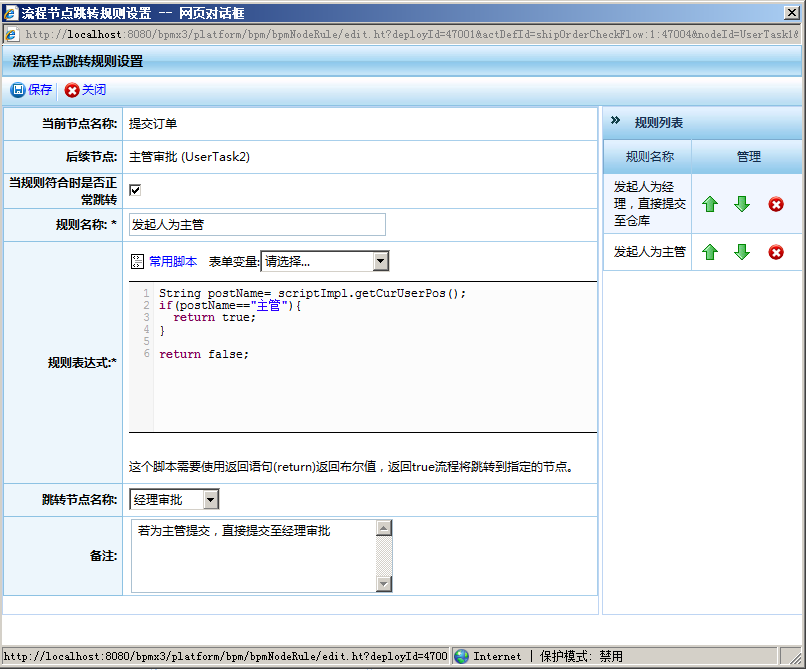 流程节点跳转规则设置 -- 网页对话框
http://localhost:8080/bpmx3/platform/bpm/bpmNodeRule/edit.ht?deployId=47001&actDefId=shipOrderCheckFlow:1:47004&nodeId=UserTask1&
流程节点跳转规则设置
保存 关闭
当前节点名称: 提交订单
后续节点: 主管审批 (UserTask2)
当规则符合时是否正
常跳转
规则名称: * 发起人为主管
规则表达式:*
常用脚本 表单变量: 请选择...
1 String postName= scriptImpl.getCurUserPos();
2 if(postName=="主管"){
3 return true;
4 }
5
6 return false;
这个脚本需要使用返回语句(return)返回布尔值，返回true流程将跳转到指定的节点。
跳转节点名称: 经理审批
备注: 若为主管提交，直接提交至经理审批
» 规则列表
规则名称 管理
发起人为经
理，直接提交
至仓库
发起人为主管
http://localhost:8080/bpmx3/platform/bpm/bpmNodeRule/edit.ht?deployId=4700 Internet | 保护模式: 禁用